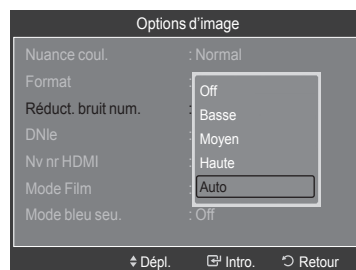 Options d'image
Nuance coul. : Normal
Format :
Réduct. bruit num. :
DNIe :
Nv nr HDMI :
Mode Film :
Mode bleu seu. : Off
Off
Basse
Moyen
Haute
Auto
Dépl. Intro. Retour